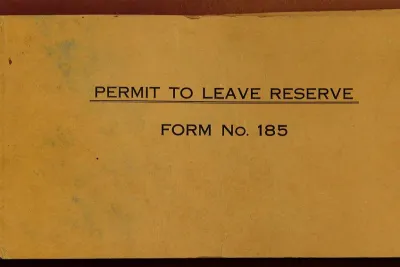 PERMIT TO LEAVE RESERVE
FORM No. 185